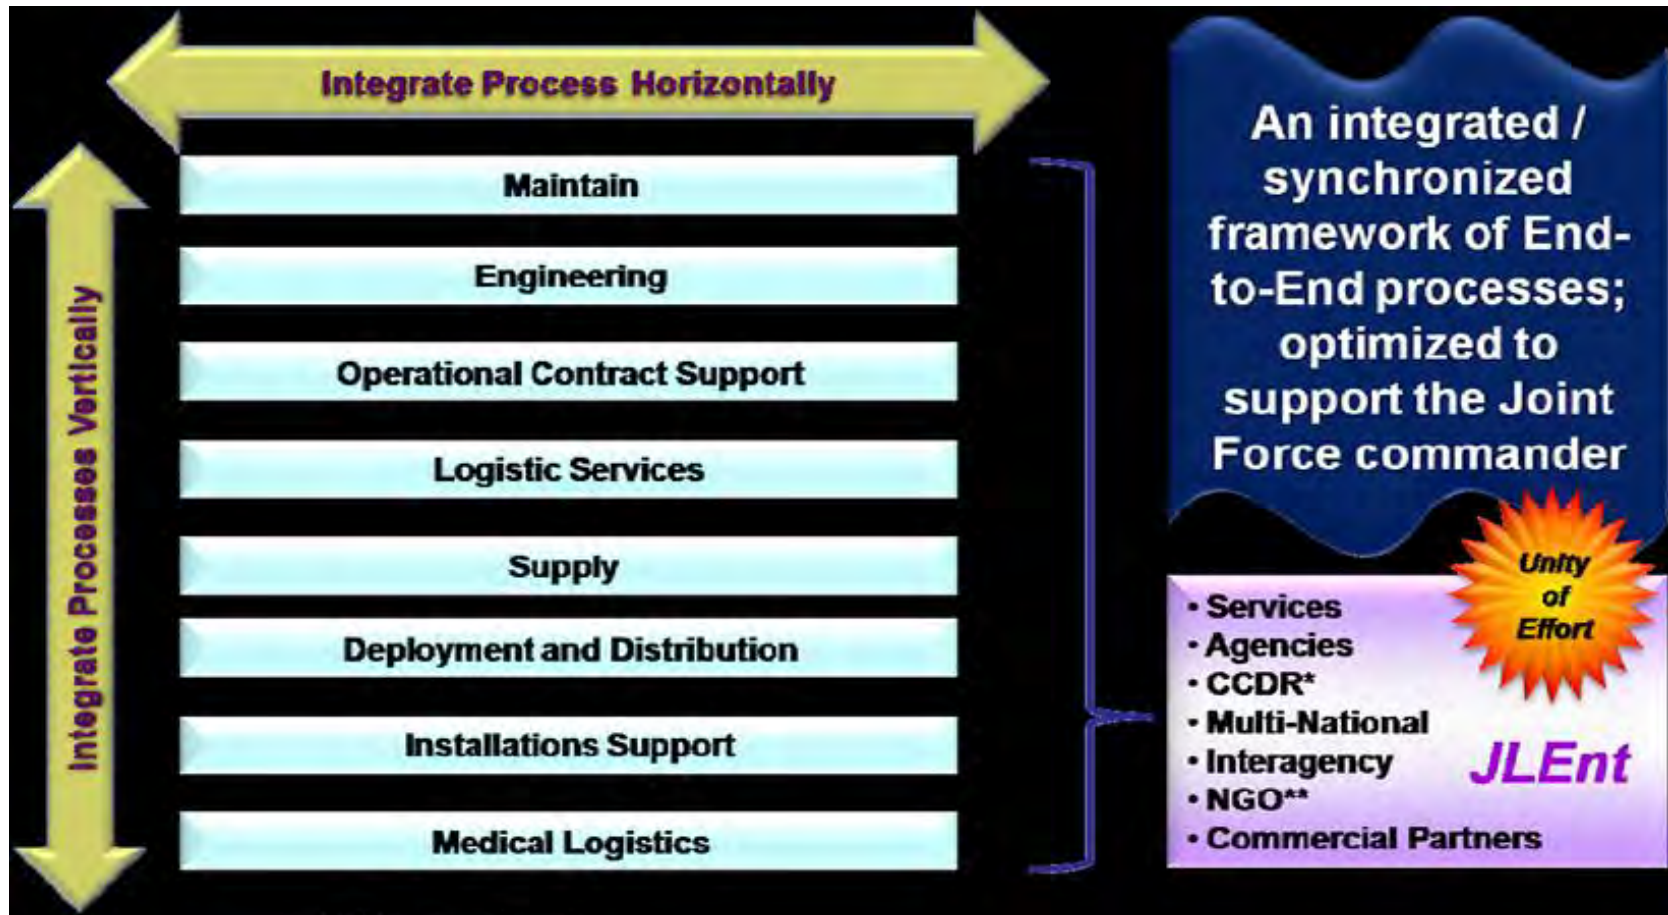 Integrate Process Horizontally
Integrate Processes Vertically
Maintain
Engineering
Operational Contract Support
Logistic Services
Supply
Deployment and Distribution
Installations Support
Medical Logistics
An integrated /
synchronized
framework of End-
to-End processes;
optimized to
support the Joint
Force commander
Unity
of
Effort
• Services
• Agencies
• CCDR*
• Multi-National
• Interagency
• NGO**
• Commercial Partners
JLEnt